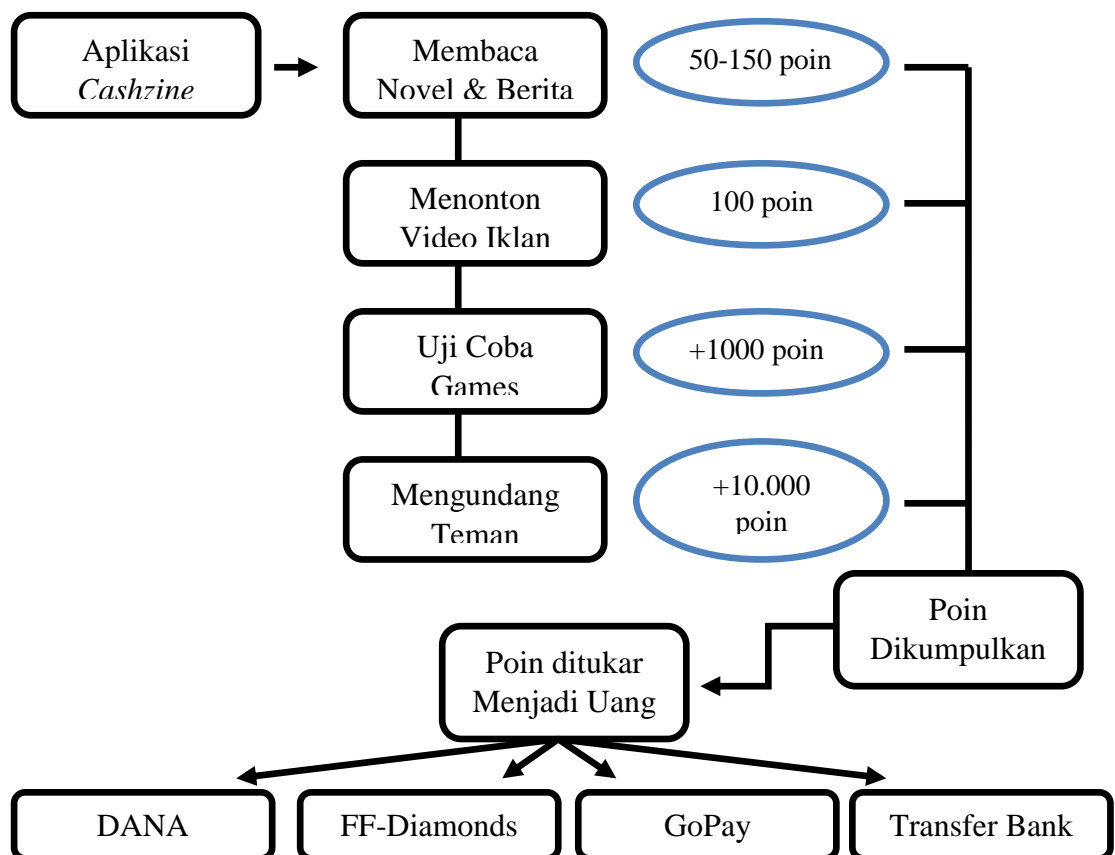 Aplikasi
Cashzine
Membaca
Novel & Berita
50-150 poin
Menonton
Video Iklan
100 poin
Uji Coba
Games
+1000 poin
Mengundang
Teman
+10.000
poin
Poin
Dikumpulkan
Poin ditukar
Menjadi Uang
DANA
FF-Diamonds
GoPay
Transfer Bank